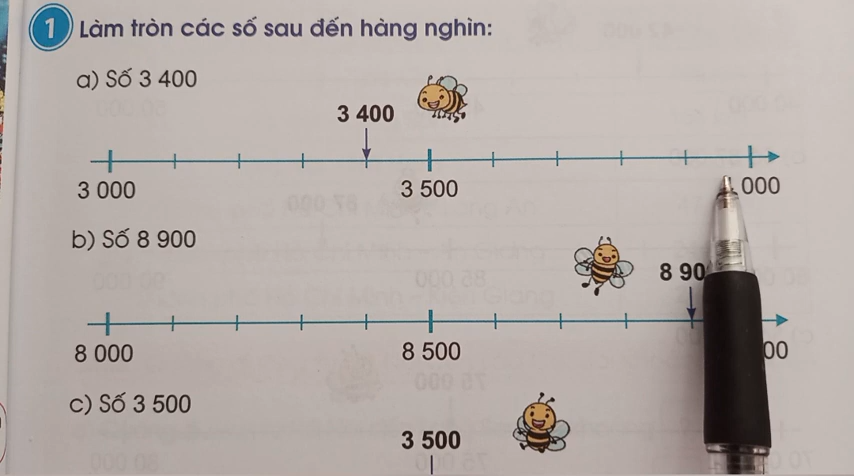 1 Làm tròn các số sau đến hàng nghìn:
a) Số 3 400
3 400
3 000 3 500 000
b) Số 8 900
8 90
8 000 8 500 00
c) Số 3 500
3 500